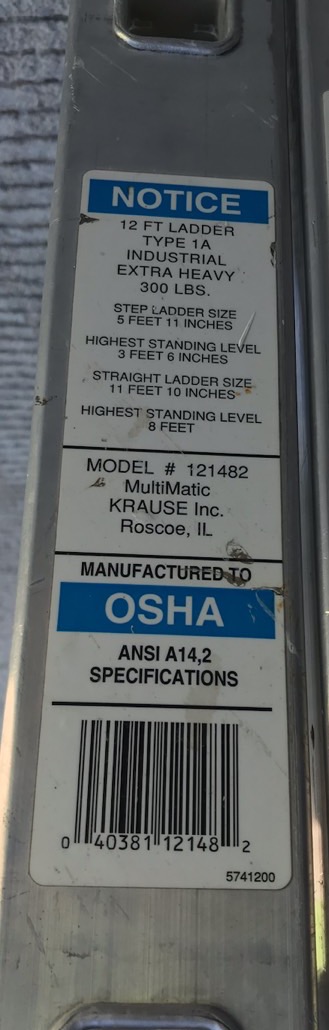 NOTICE
12 FT LADDER
TYPE 1A
INDUSTRIAL
EXTRA HEAVY
300 LBS.
STEP LADDER SIZE
5 FEET 11 INCHES
HIGHEST STANDING LEVEL
3 FEET 6 INCHES
STRAIGHT LADDER SIZE
11 FEET 10 INCHES
HIGHEST STANDING LEVEL
8 FEET
MODEL # 121482
MultiMatic
KRAUSE Inc.
Roscoe, IL
MANUFACTURED TO
OSHA
ANSI A14,2
SPECIFICATIONS
0 40381 12148 2
5741200